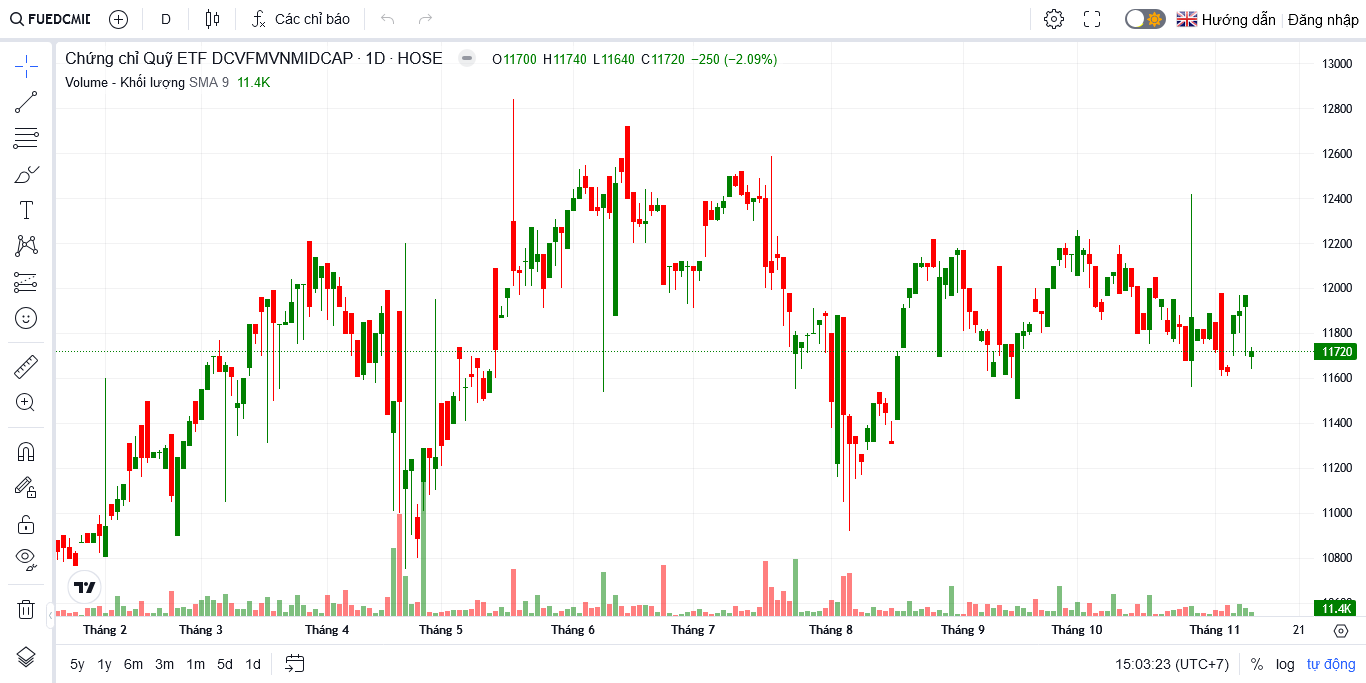 FUEDCMID D Các chỉ báo Hướng dẫn Đăng nhập
Chứng chỉ Quỹ ETF DCVFMVNMIDCAP · 1D · HOSE O11700 H11740 L11640 C11720 −250 (−2.09%)
Volume - Khối lượng SMA 9 11.4K
13000
12800
12600
12400
12200
12000
11800
11720
11600
11400
11200
11000
10800
11.4K
Tháng 2 Tháng 3 Tháng 4 Tháng 5 Tháng 6 Tháng 7 Tháng 8 Tháng 9 Tháng 10 Tháng 11 21
5y 1y 6m 3m 1m 5d 1d 15:03:23 (UTC+7) % log tự động